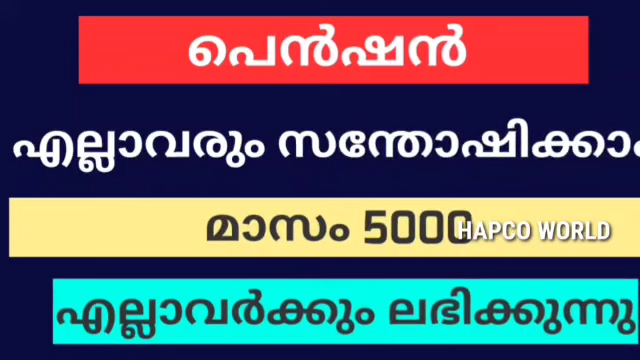 പെൻഷൻ
എല്ലാവരും സന്തോഷിക്കാം
മാസം 5000
HAPCO WORLD
എല്ലാവർക്കും ലഭിക്കുന്നു